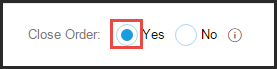 Close Order: Yes No